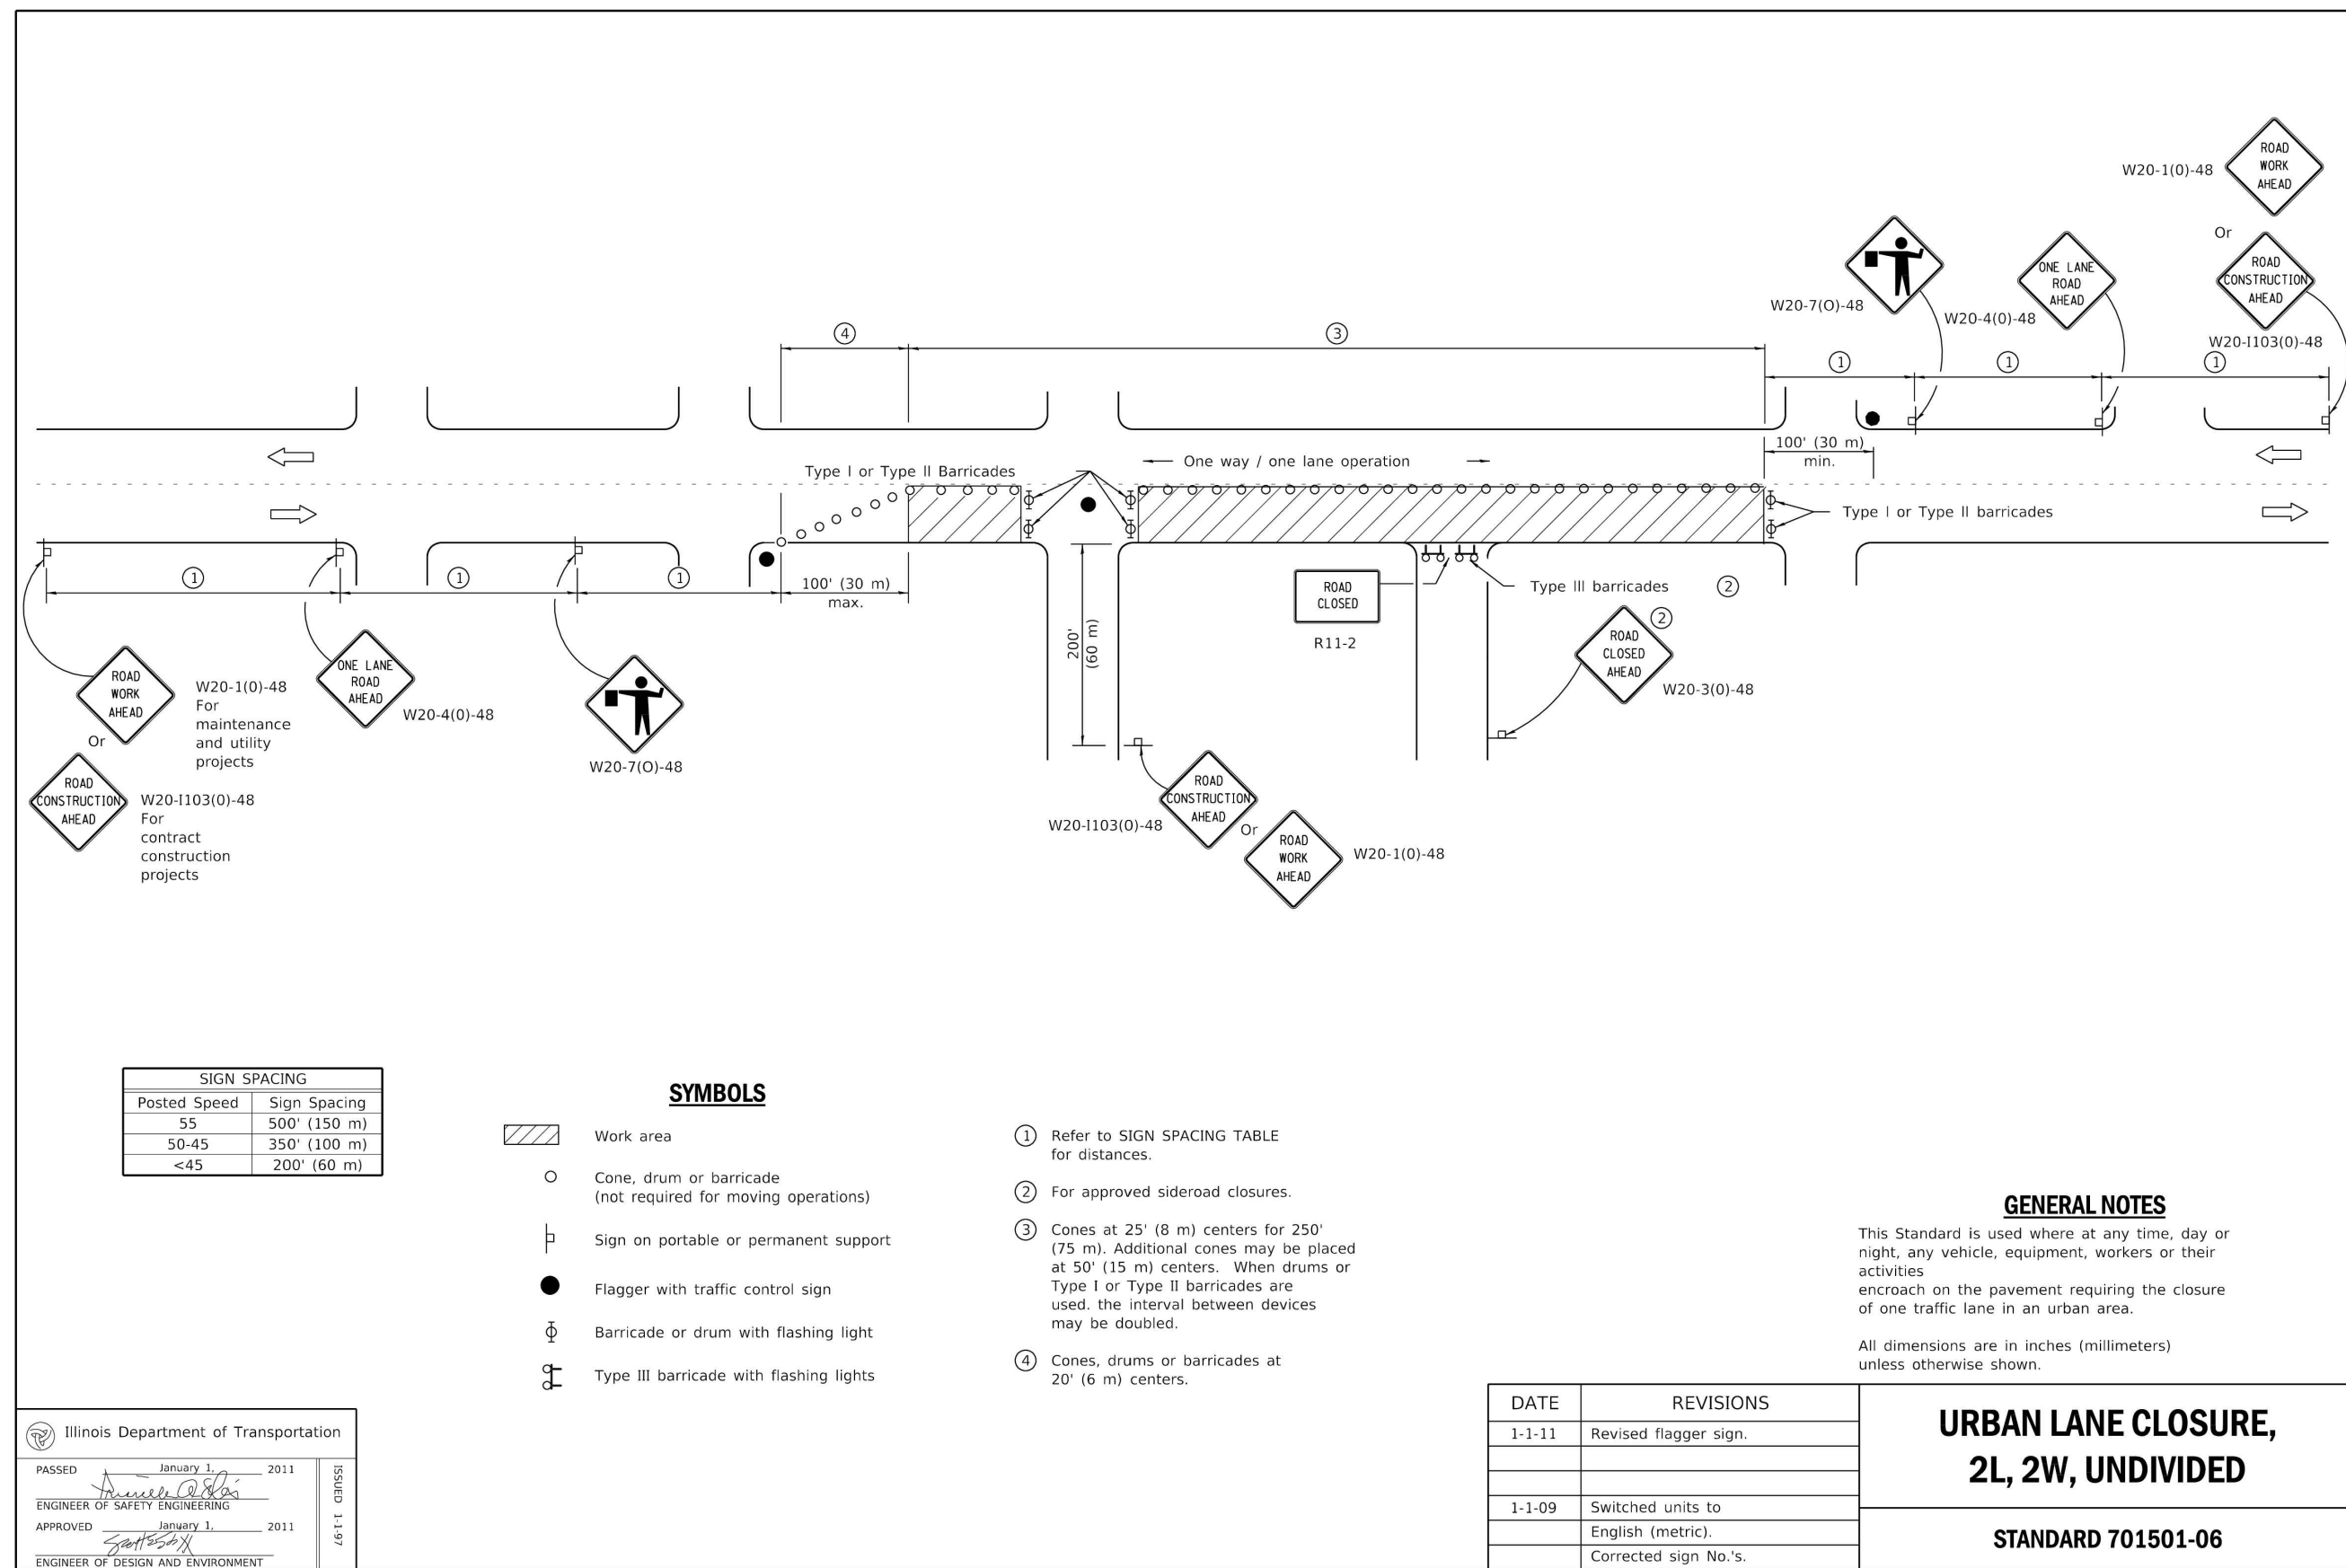 ROAD
WORK
AHEAD
W20-1(0)-48
Or
ROAD
CONSTRUCTION
AHEAD
W20-I103(0)-48
W20-7(O)-48
ONE LANE
ROAD
AHEAD
W20-4(0)-48
4
3
1
1
1
100' (30 m)
min.
Type I or Type II Barricades
One way / one lane operation
Type I or Type II barricades
1
1
1
100' (30 m)
max.
200'
(60 m)
ROAD
CLOSED
R11-2
Type III barricades
2
2
ROAD
CLOSED
AHEAD
W20-3(0)-48
ROAD
WORK
AHEAD
W20-1(0)-48
For
maintenance
and utility
projects
Or
ROAD
CONSTRUCTION
AHEAD
W20-I103(0)-48
For
contract
construction
projects
ONE LANE
ROAD
AHEAD
W20-4(0)-48
W20-7(O)-48
ROAD
CONSTRUCTION
AHEAD
W20-I103(0)-48
Or
ROAD
WORK
AHEAD
W20-1(0)-48
SIGN SPACING
Posted Speed Sign Spacing
55 500' (150 m)
50-45 350' (100 m)
<45 200' (60 m)
SYMBOLS
Work area
Cone, drum or barricade
(not required for moving operations)
Sign on portable or permanent support
Flagger with traffic control sign
Barricade or drum with flashing light
Type III barricade with flashing lights
1 Refer to SIGN SPACING TABLE
for distances.
2 For approved sideroad closures.
3 Cones at 25' (8 m) centers for 250'
(75 m). Additional cones may be placed
at 50' (15 m) centers. When drums or
Type I or Type II barricades are
used. the interval between devices
may be doubled.
4 Cones, drums or barricades at
20' (6 m) centers.
GENERAL NOTES
This Standard is used where at any time, day or
night, any vehicle, equipment, workers or their
activities
encroach on the pavement requiring the closure
of one traffic lane in an urban area.
All dimensions are in inches (millimeters)
unless otherwise shown.
Illinois Department of Transportation
PASSED January 1, 2011
ENGINEER OF SAFETY ENGINEERING
APPROVED January 1, 2011
ENGINEER OF DESIGN AND ENVIRONMENT
ISSUED 1-1-97
DATE REVISIONS
1-1-11 Revised flagger sign.
1-1-09 Switched units to
English (metric).
Corrected sign No.'s.
URBAN LANE CLOSURE,
2L, 2W, UNDIVIDED
STANDARD 701501-06